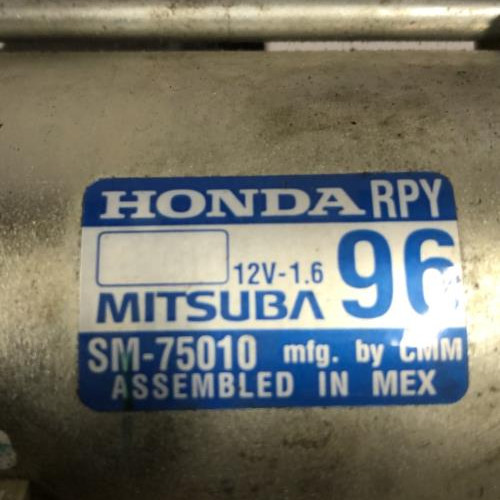 HONDA RPY
12V-1.6 96
MITSUBA
SM-75010 mfg. by CMM
ASSEMBLED IN MEX